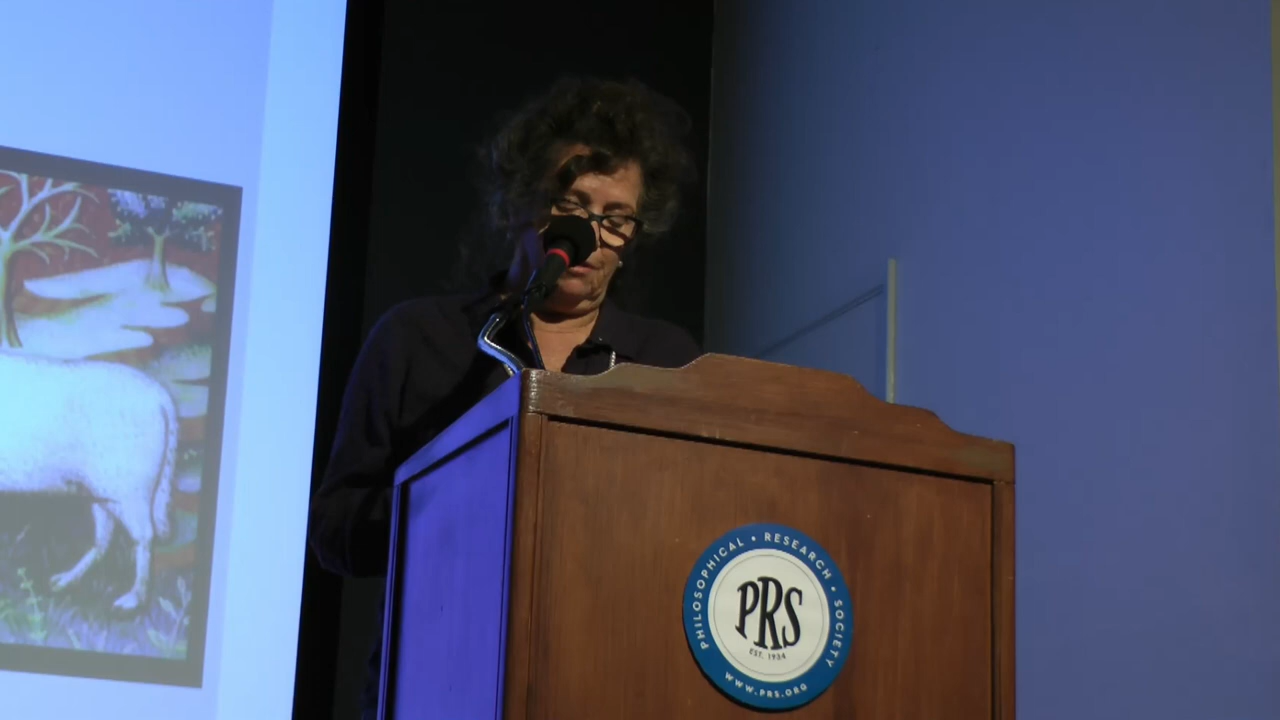 PHILOSOPHICAL • RESEARCH • SOCIETY
PRS
EST. 1934
WWW.PRS.ORG